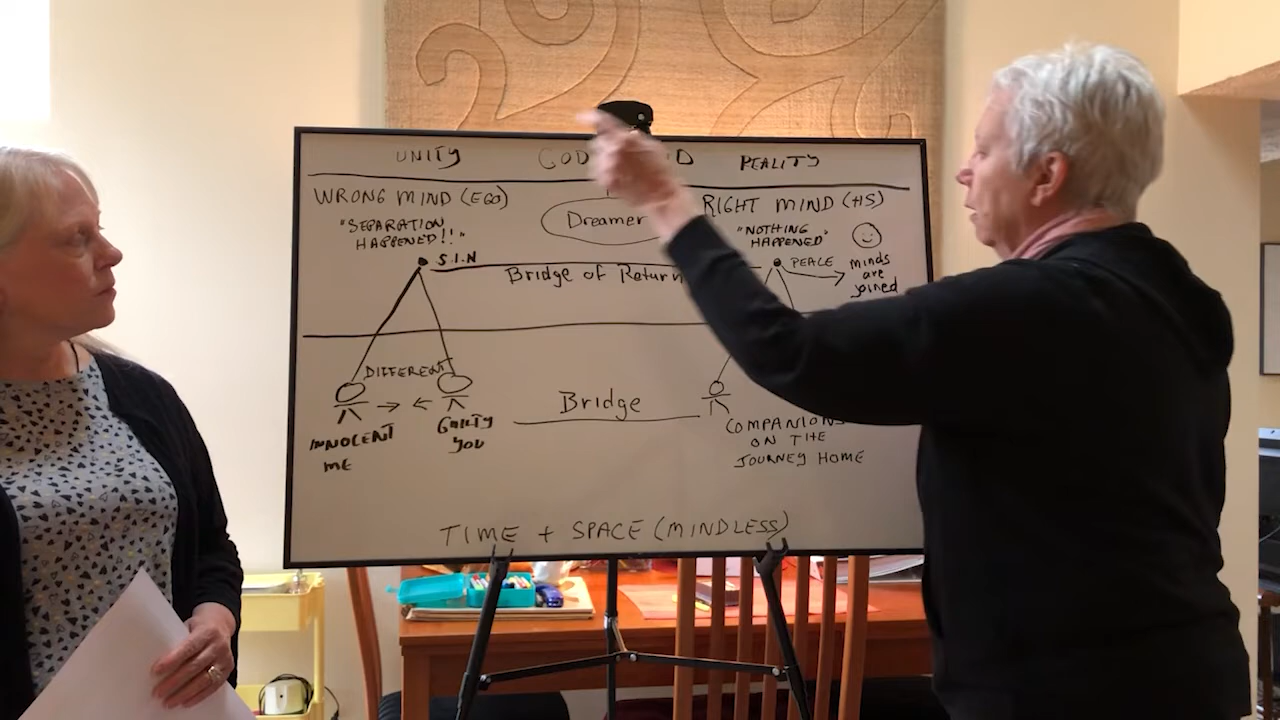 UNITY GOD REALITY
WRONG MIND (EGO) RIGHT MIND (HS)
Dreamer
"SEPARATION
HAPPENED!!"
"NOTHING
HAPPENED"
S.I.N
PEACE
minds
are
joined
Bridge of Return
DIFFERENT
Bridge
INNOCENT
ME
GUILTY
YOU
COMPANIONS
ON THE
JOURNEY HOME
TIME + SPACE (MINDLESS)